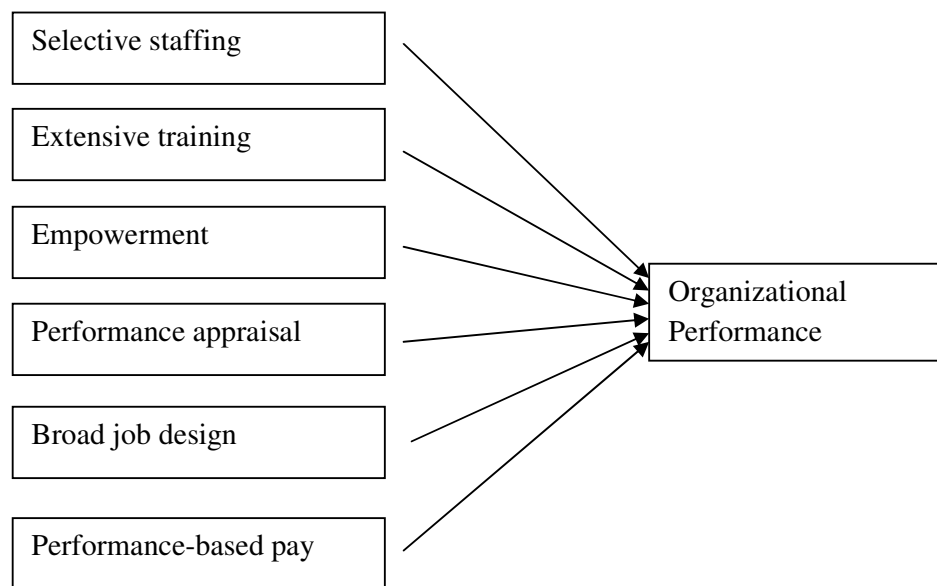 Selective staffing
Extensive training
Empowerment
Performance appraisal
Broad job design
Performance-based pay
Organizational
Performance